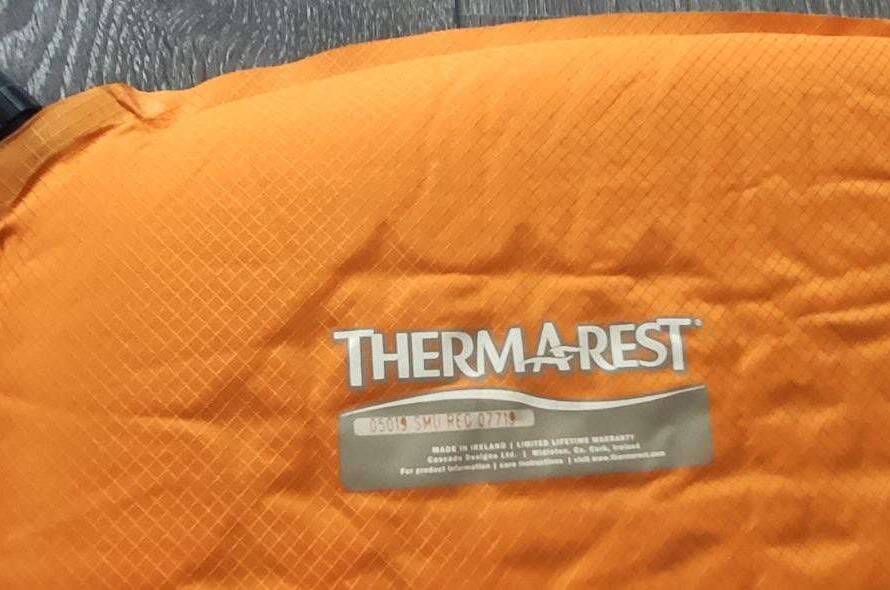 THERMAREST®
05019 SMU REG 07719
MADE IN IRELAND | LIMITED LIFETIME WARRANTY
Cascade Designs Ltd. | Midleton, Co. Cork, Ireland
For product information | care instructions | visit www.thermarest.com